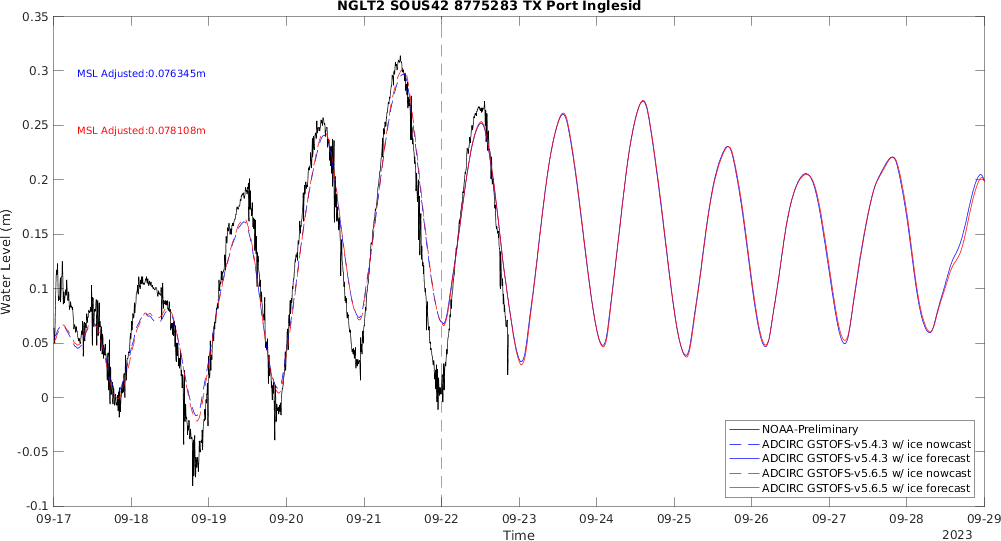 NGLT2 SOUS42 8775283 TX Port Inglesid
0.35
0.3
0.25
0.2
0.15
0.1
0.05
0
-0.05
-0.1
Water Level (m)
MSL Adjusted:0.076345m
MSL Adjusted:0.078108m
NOAA-Preliminary
ADCIRC GSTOFS-v5.4.3 w/ ice nowcast
ADCIRC GSTOFS-v5.4.3 w/ ice forecast
ADCIRC GSTOFS-v5.6.5 w/ ice nowcast
ADCIRC GSTOFS-v5.6.5 w/ ice forecast
09-17 09-18 09-19 09-20 09-21 09-22 09-23 09-24 09-25 09-26 09-27 09-28 09-29
Time
2023